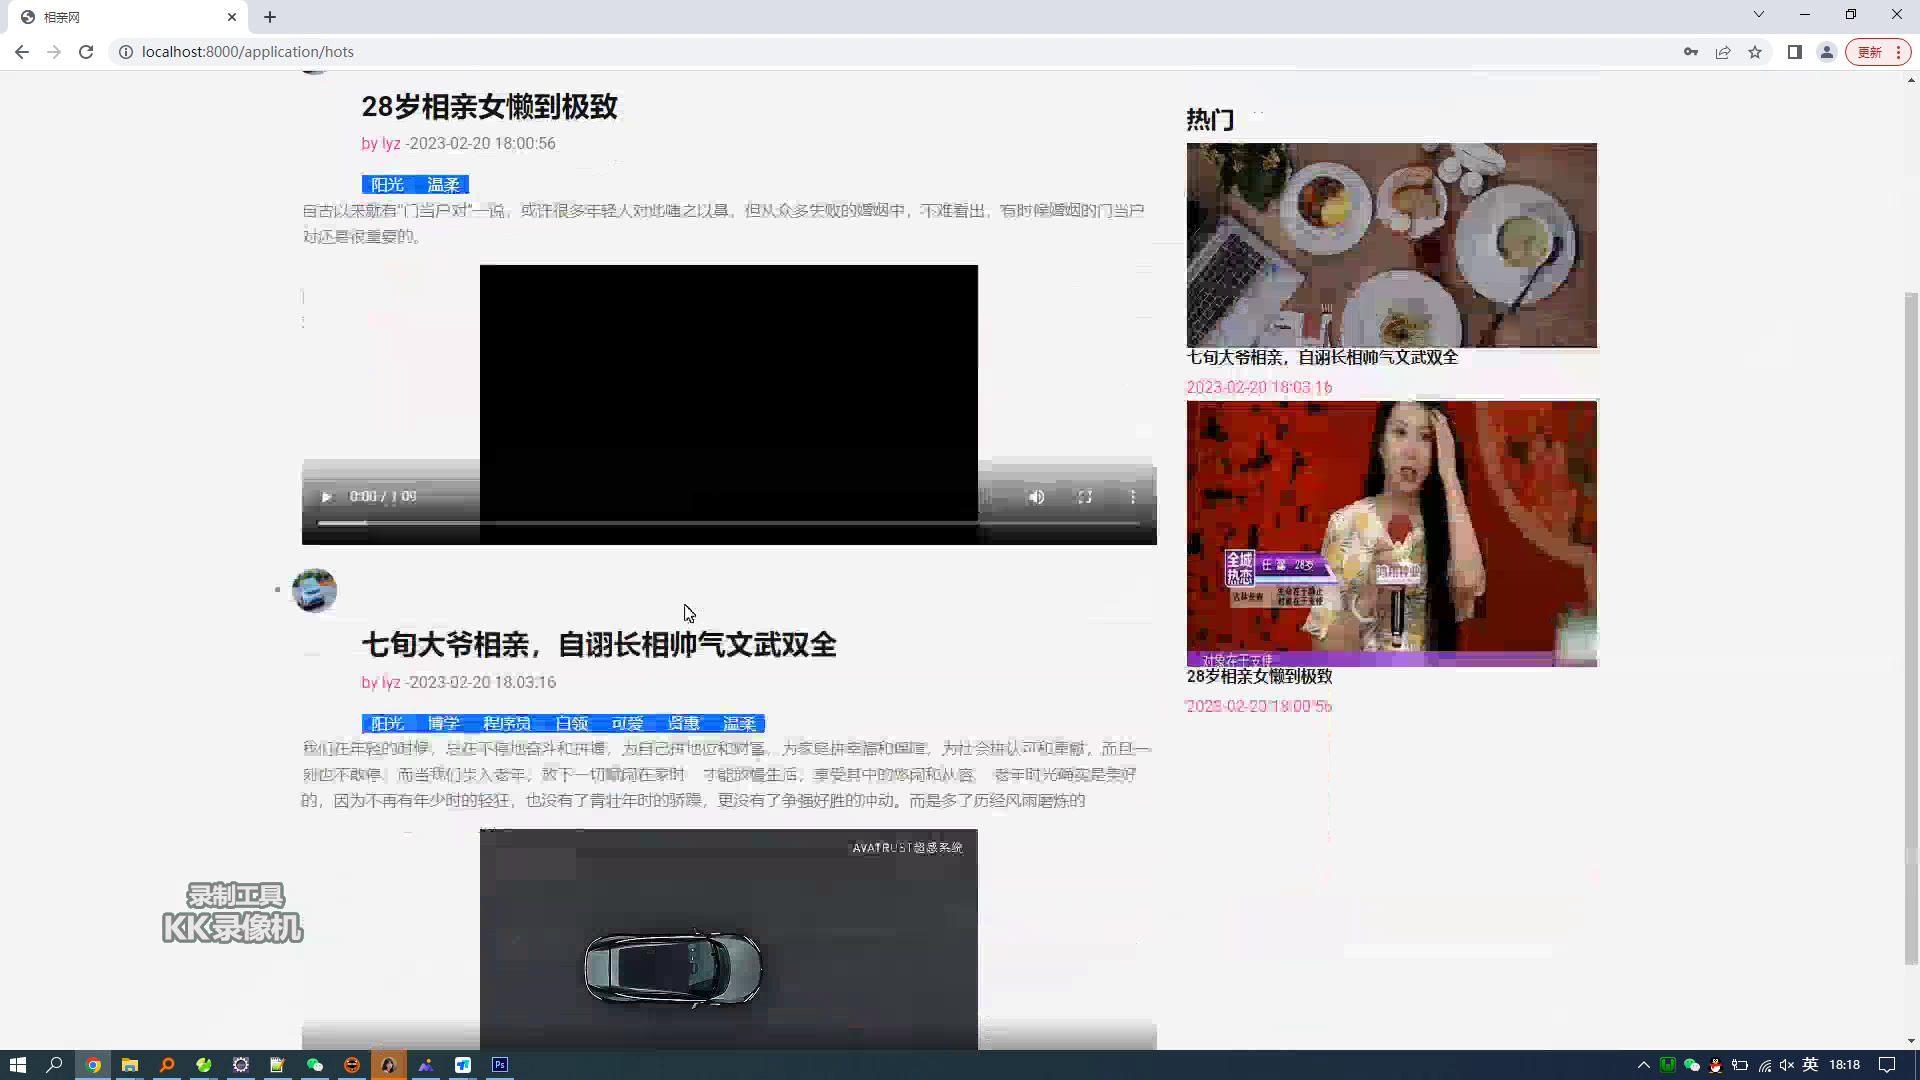 相亲网
localhost:8000/application/hots
更新
28岁相亲女懒到极致
by lyz -2023-02-20 18:00:56
阳光 温柔
自古以来就有"门当户对"一说，或许很多年轻人对此嗤之以鼻，但从众多失败的婚姻中，不难看出，有时候婚姻的门当户
对还是很重要的。
0:00 / 1:09
七旬大爷相亲，自诩长相帅气文武双全
by lyz -2023-02-20 18:03:16
阳光 博学 程序员 白领 可爱 贤惠 温柔
我们在年轻的时候，总在不停地奋斗和拼搏，为自己拼地位和财富，为家庭拼幸福和温暖，为社会拼认可和贡献，而且一
刻也不敢停。而当我们步入老年，放下一切赋闲在家时，才能放慢生活，享受其中的悠闲和从容。 老年时光确实是美好
的，因为不再有年少时的轻狂，也没有了青壮年时的骄躁，更没有了争强好胜的冲动。而是多了历经风雨磨炼的
AVATRUST超感系统
热门
七旬大爷相亲，自诩长相帅气文武双全
2023-02-20 18:03:16
全城
热恋
28岁
28岁相亲女懒到极致
2023-02-20 18:00:56
录制工具
KK录像机
英
18:18